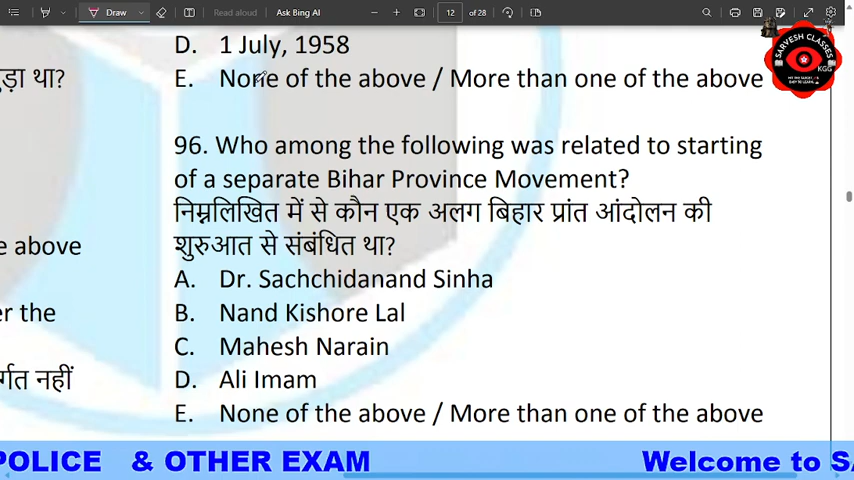 Draw
Read aloud
Ask Bing AI
12
of 28
SARVESH CLASSES
KGG
ुड़ा था?
e above
er the
र्गत नहीं
D. 1 July, 1958
E. None of the above / More than one of the above
96. Who among the following was related to starting
of a separate Bihar Province Movement?
निम्नलिखित में से कौन एक अलग बिहार प्रांत आंदोलन की
शुरुआत से संबंधित था?
A. Dr. Sachchidanand Sinha
B. Nand Kishore Lal
C. Mahesh Narain
D. Ali Imam
E. None of the above / More than one of the above
POLICE & OTHER EXAM
Welcome to SA